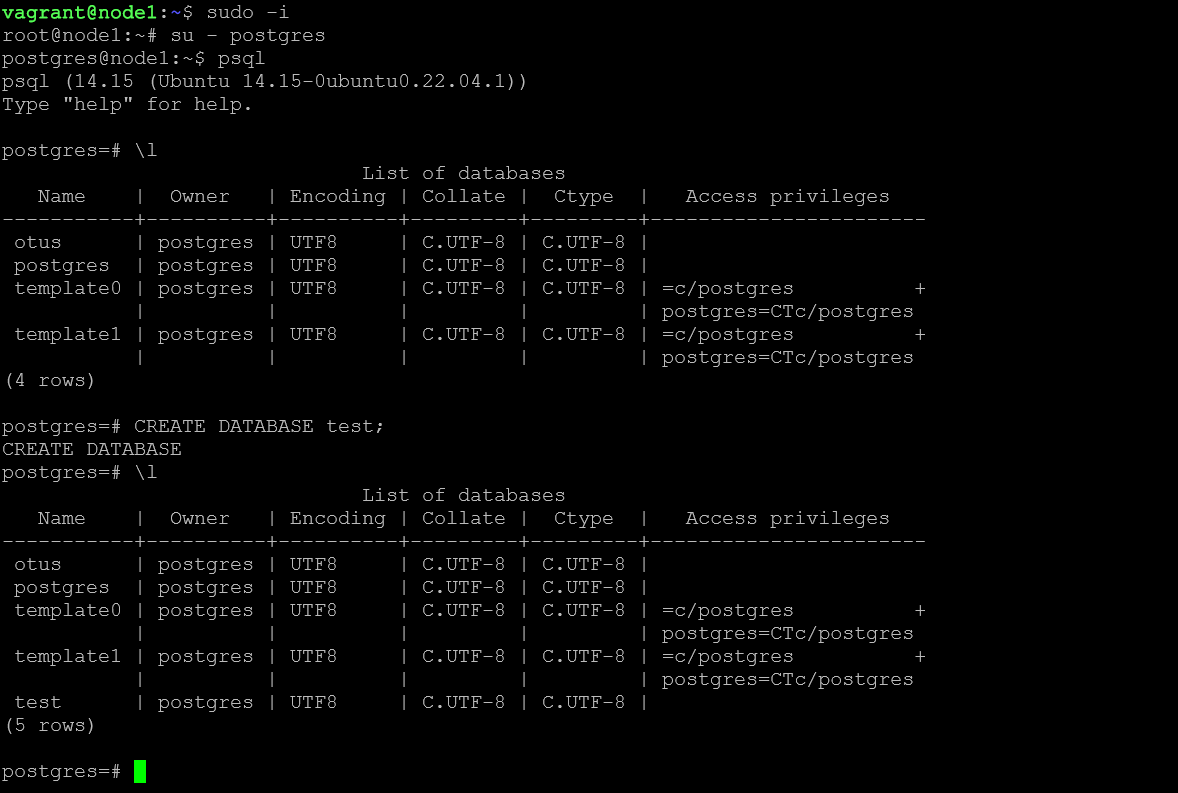 vagrant@node1:~$ sudo -i
root@node1:~# su - postgres
postgres@node1:~$ psql
psql (14.15 (Ubuntu 14.15-0ubuntu0.22.04.1))
Type "help" for help.

postgres=# \l
                              List of databases
   Name    |  Owner   | Encoding | Collate |  Ctype  |   Access privileges
-----------+----------+----------+---------+---------+-----------------------
 otus      | postgres | UTF8     | C.UTF-8 | C.UTF-8 |
 postgres  | postgres | UTF8     | C.UTF-8 | C.UTF-8 |
 template0 | postgres | UTF8     | C.UTF-8 | C.UTF-8 | =c/postgres          +
           |          |          |         |         | postgres=CTc/postgres
 template1 | postgres | UTF8     | C.UTF-8 | C.UTF-8 | =c/postgres          +
           |          |          |         |         | postgres=CTc/postgres
(4 rows)

postgres=# CREATE DATABASE test;
CREATE DATABASE
postgres=# \l
                              List of databases
   Name    |  Owner   | Encoding | Collate |  Ctype  |   Access privileges
-----------+----------+----------+---------+---------+-----------------------
 otus      | postgres | UTF8     | C.UTF-8 | C.UTF-8 |
 postgres  | postgres | UTF8     | C.UTF-8 | C.UTF-8 |
 template0 | postgres | UTF8     | C.UTF-8 | C.UTF-8 | =c/postgres          +
           |          |          |         |         | postgres=CTc/postgres
 template1 | postgres | UTF8     | C.UTF-8 | C.UTF-8 | =c/postgres          +
           |          |          |         |         | postgres=CTc/postgres
 test      | postgres | UTF8     | C.UTF-8 | C.UTF-8 |
(5 rows)

postgres=#